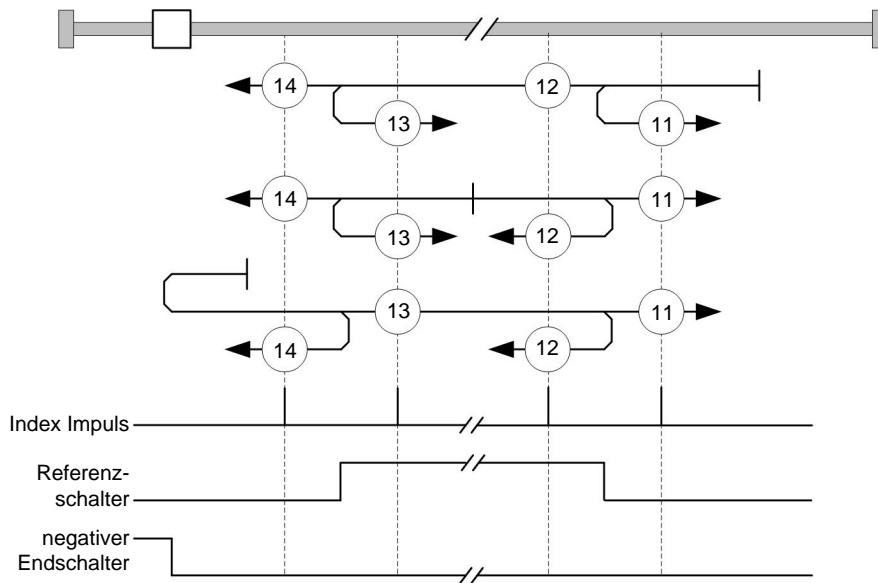 14
12
13
11
14
11
13
12
13
11
14
12
Index Impuls
Referenz-
schalter
negativer
Endschalter